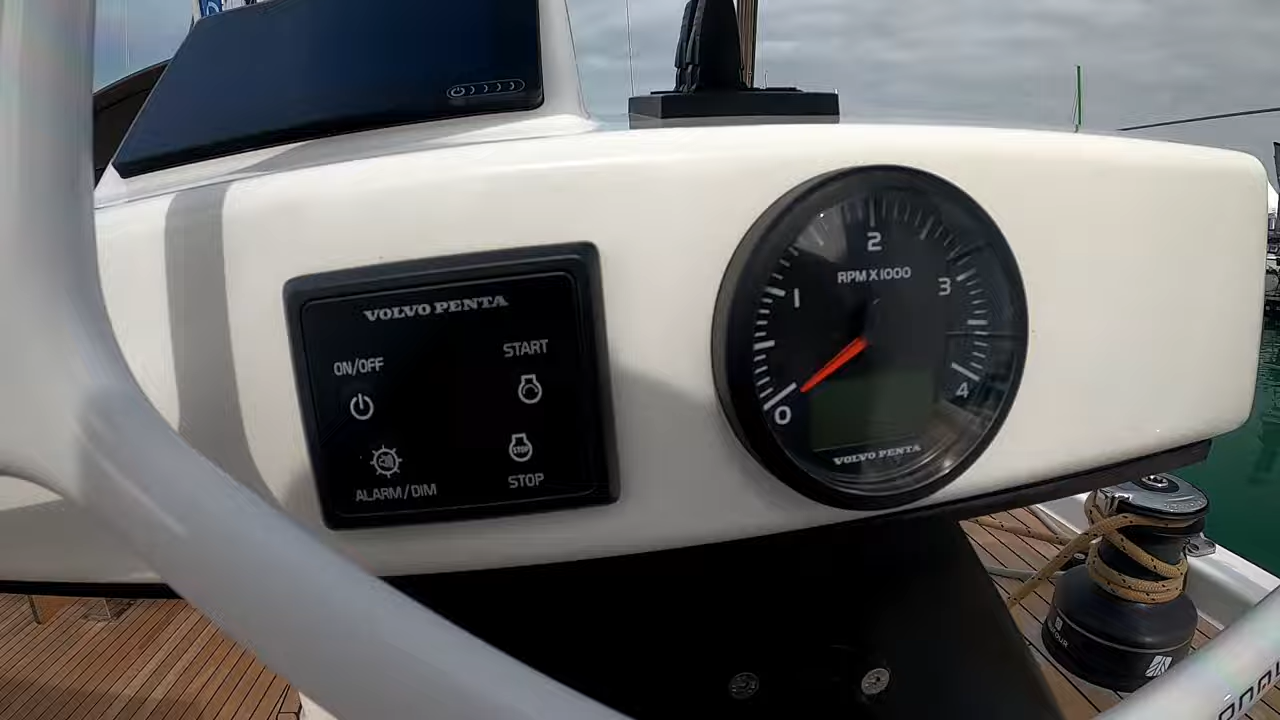 VOLVO PENTA
ON/OFF
START
STOP
ALARM/DIM
STOP
0
1
2
3
4
RPM X 1000
VOLVO PENTA